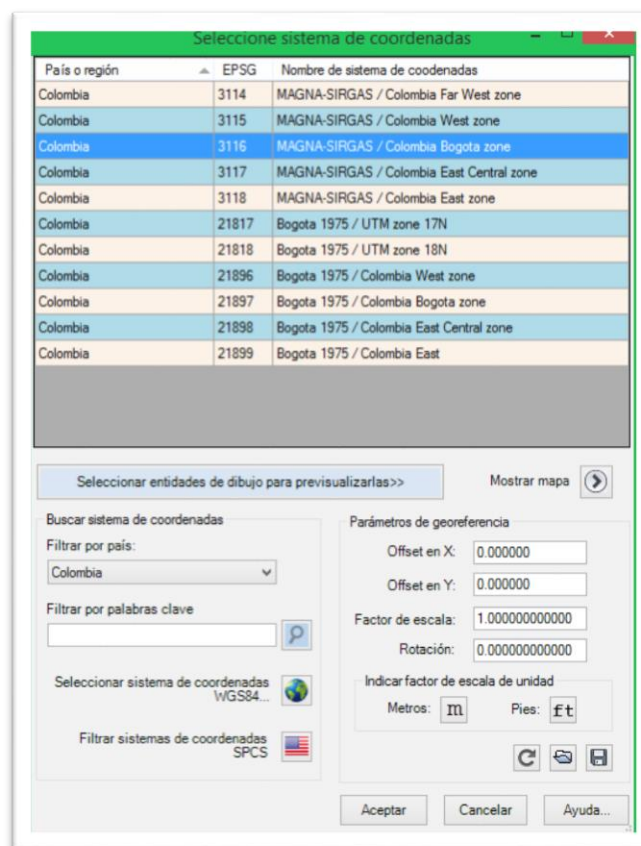 Seleccione sistema de coordenadas
País o región EPSG Nombre de sistema de coodenadas
Colombia 3114 MAGNA-SIRGAS / Colombia Far West zone
Colombia 3115 MAGNA-SIRGAS / Colombia West zone
Colombia 3116 MAGNA-SIRGAS / Colombia Bogota zone
Colombia 3117 MAGNA-SIRGAS / Colombia East Central zone
Colombia 3118 MAGNA-SIRGAS / Colombia East zone
Colombia 21817 Bogota 1975 / UTM zone 17N
Colombia 21818 Bogota 1975 / UTM zone 18N
Colombia 21896 Bogota 1975 / Colombia West zone
Colombia 21897 Bogota 1975 / Colombia Bogota zone
Colombia 21898 Bogota 1975 / Colombia East Central zone
Colombia 21899 Bogota 1975 / Colombia East
Seleccionar entidades de dibujo para previsualizarlas>>
Mostrar mapa
Buscar sistema de coordenadas
Filtrar por país:
Colombia
Filtrar por palabras clave
Seleccionar sistema de coordenadas
WGS84...
Filtrar sistemas de coordenadas
SPCS
Parámetros de georeferencia
Offset en X: 0.000000
Offset en Y: 0.000000
Factor de escala: 1.000000000000
Rotación: 0.000000000000
Indicar factor de escala de unidad
Metros: m Pies: ft
Aceptar Cancelar Ayuda...